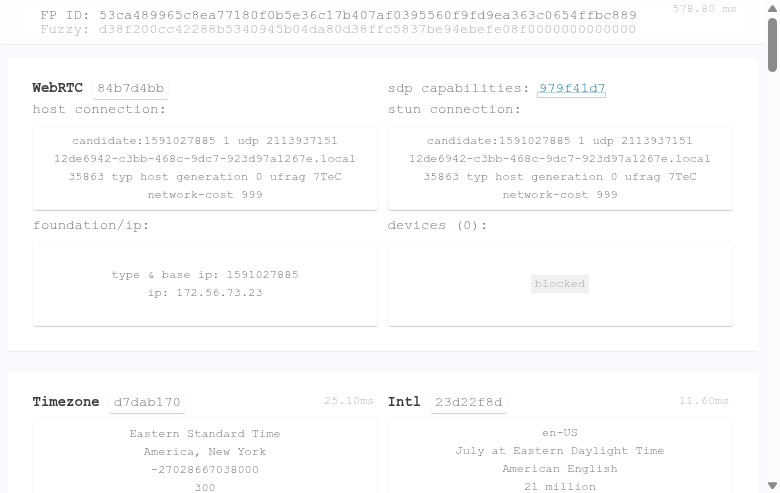 578.80 ms
FP ID: 53ca489965c8ea77180f0b5e36c17b407af0395560f9fd9ea363c0654ffbc889
Fuzzy: d38f200cc42288b5340945b04da80d38ffc5837be94ebefe08f0000000000000
WebRTC 84b7d4bb
host connection:
candidate:1591027885 1 udp 2113937151
12de6942-c3bb-468c-9dc7-923d97a1267e.local
35863 typ host generation 0 ufrag 7TeC
network-cost 999
sdp capabilities: 979f41d7
stun connection:
candidate:1591027885 1 udp 2113937151
12de6942-c3bb-468c-9dc7-923d97a1267e.local
35863 typ host generation 0 ufrag 7TeC
network-cost 999
foundation/ip:
type & base ip: 1591027885
ip: 172.56.73.23
devices (0):
blocked
Timezone d7dab170 25.10ms
Eastern Standard Time
America, New York
-27028667038000
300
Intl 23d22f8d 11.60ms
en-US
July at Eastern Daylight Time
American English
21 million